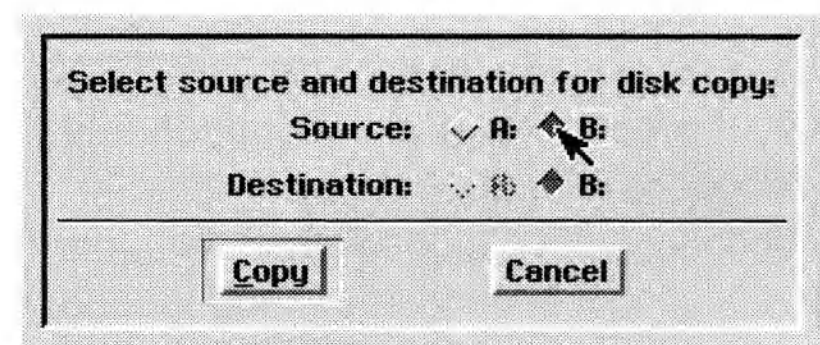 Select source and destination for disk copy:
Source: A: B:
Destination: A: B:
Copy Cancel